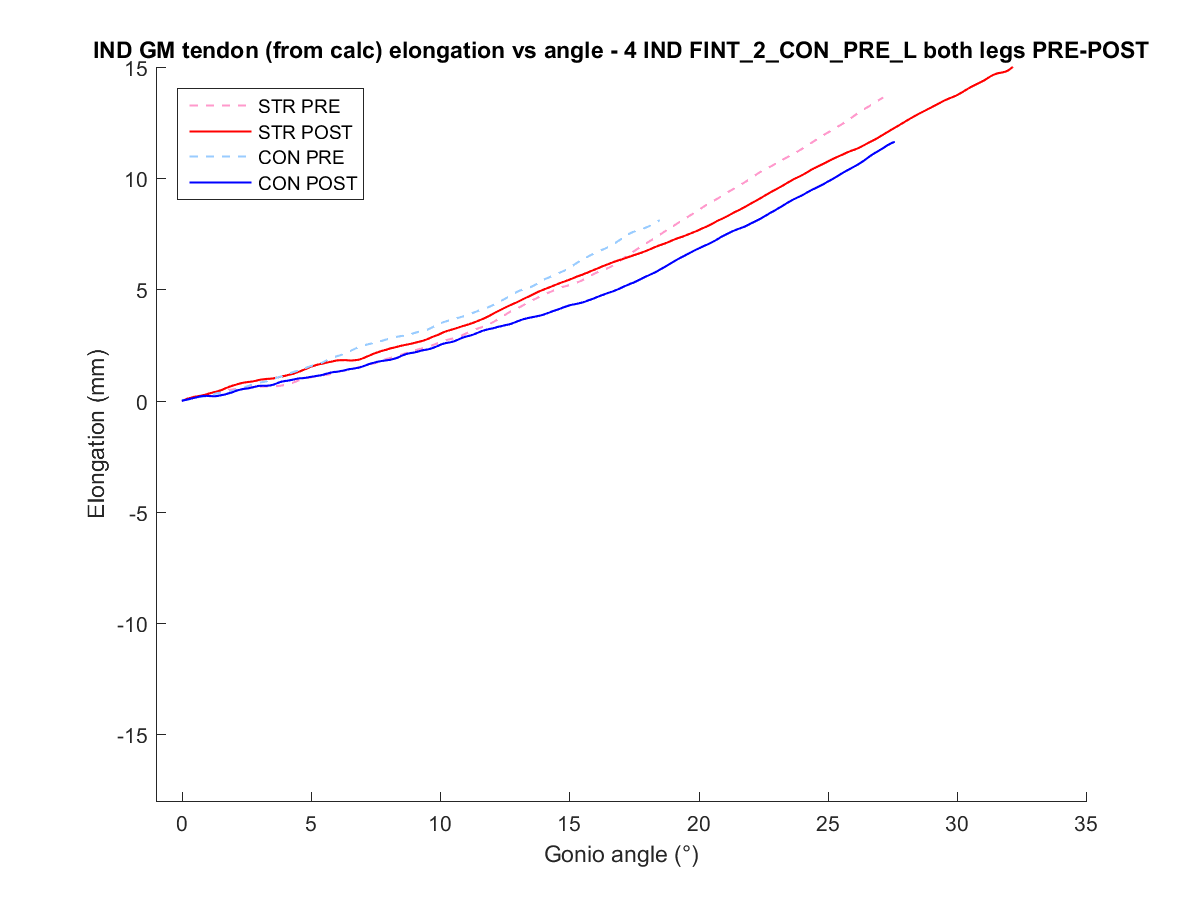 IND GM tendon (from calc) elongation vs angle - 4 IND FINT_2_CON_PRE_L both legs PRE-POST
STR PRE
STR POST
CON PRE
CON POST
15
10
5
0
-5
-10
-15
Elongation (mm)
0 5 10 15 20 25 30 35
Gonio angle (°)